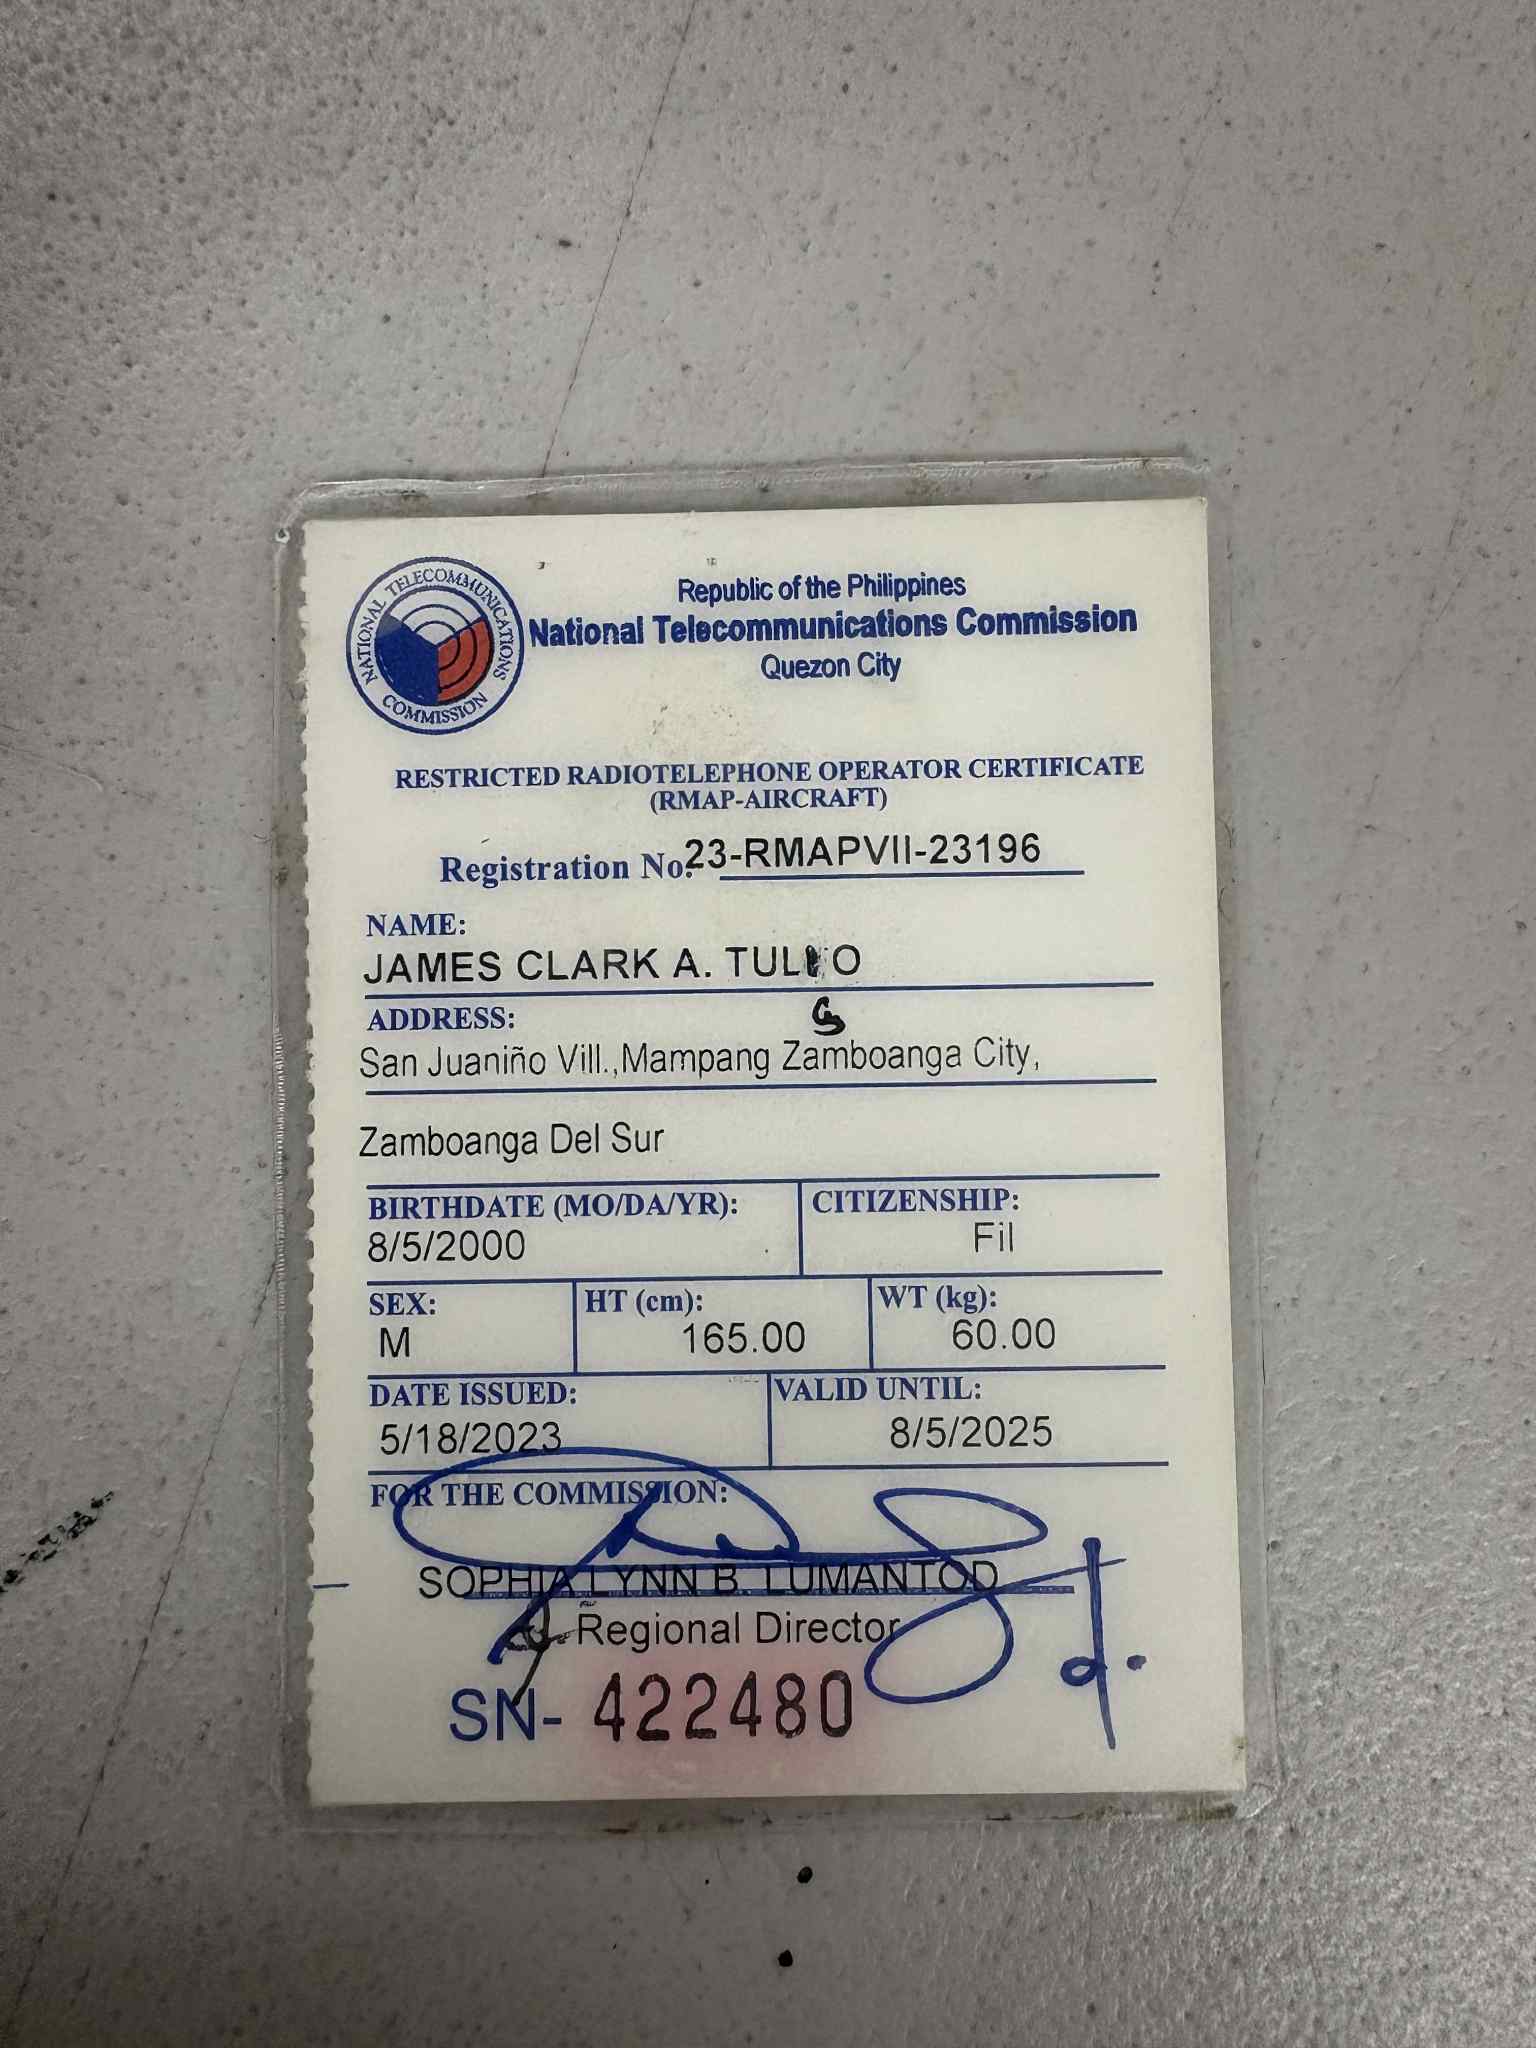 NATIONAL TELECOMMUNICATIONS COMMISSION
Republic of the Philippines
National Telecommunications Commission
Quezon City
RESTRICTED RADIOTELEPHONE OPERATOR CERTIFICATE
(RMAP-AIRCRAFT)
Registration No. 23-RMAPVII-23196
NAME:
JAMES CLARK A. TULIO
ADDRESS:
San Juaniño Vill.,Mampang Zamboanga City,
Zamboanga Del Sur
BIRTHDATE (MO/DA/YR): CITIZENSHIP:
8/5/2000 Fil
SEX: HT (cm): WT (kg):
M 165.00 60.00
DATE ISSUED: VALID UNTIL:
5/18/2023 8/5/2025
FOR THE COMMISSION:
SOPHIA LYNN B. LUMANTOD
Regional Director
SN- 422480